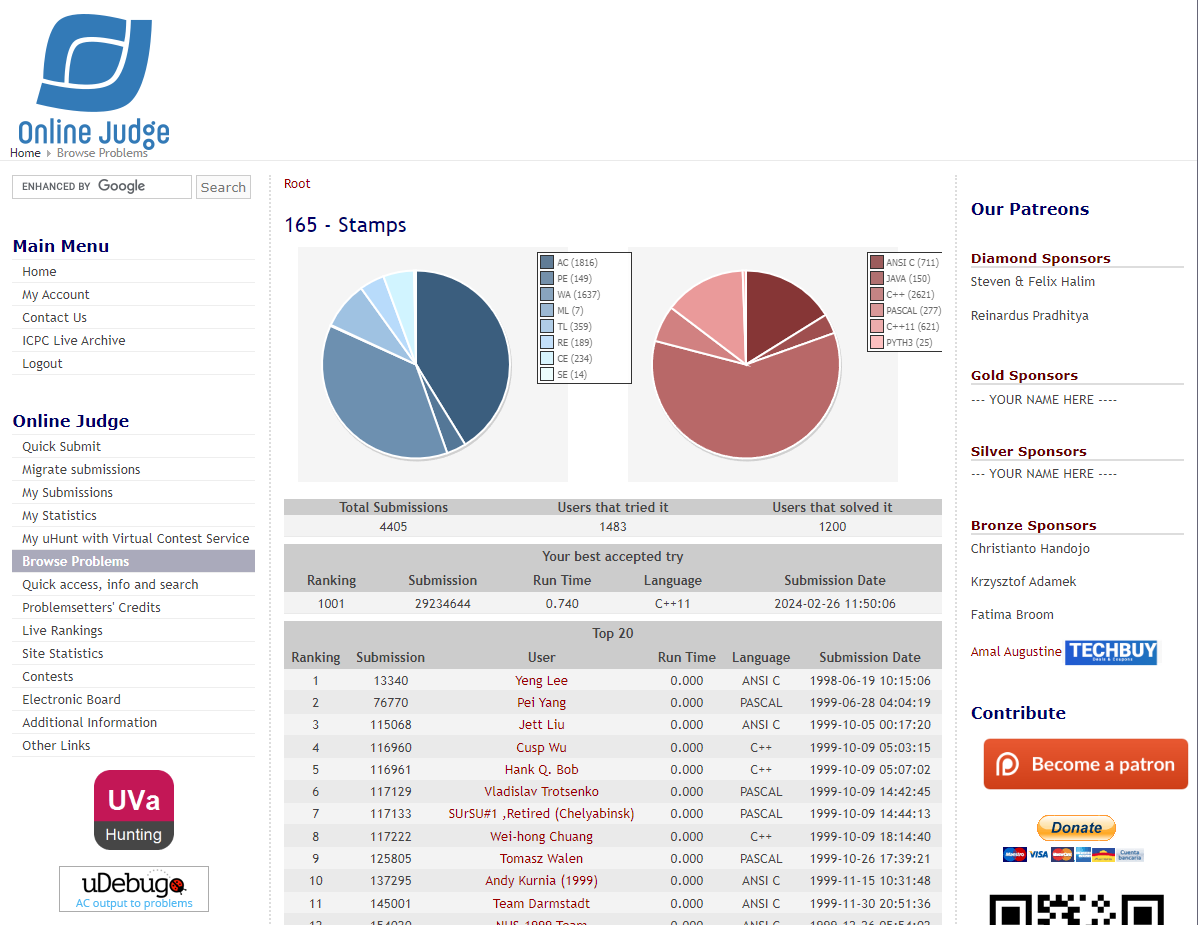 Online Judge
Home Browse Problems
ENHANCED BY Google Search
Main Menu
Home
My Account
Contact Us
ICPC Live Archive
Logout
Online Judge
Quick Submit
Migrate submissions
My Submissions
My Statistics
My uHunt with Virtual Contest Service
Browse Problems
Quick access, info and search
Problemsetters' Credits
Live Rankings
Site Statistics
Contests
Electronic Board
Additional Information
Other Links
UVa
Hunting
uDebug
AC output to problems
Root
165 - Stamps
AC (1816)
PE (149)
WA (1637)
ML (7)
TL (359)
RE (189)
CE (234)
SE (14)
ANSI C (711)
JAVA (150)
C++ (2621)
PASCAL (277)
C++11 (621)
PYTH3 (25)
Total Submissions Users that tried it Users that solved it
4405 1483 1200
Your best accepted try
Ranking Submission Run Time Language Submission Date
1001 29234644 0.740 C++11 2024-02-26 11:50:06
Top 20
Ranking Submission User Run Time Language Submission Date
1 13340 Yeng Lee 0.000 ANSI C 1998-06-19 10:15:06
2 76770 Pei Yang 0.000 PASCAL 1999-06-28 04:04:19
3 115068 Jett Liu 0.000 ANSI C 1999-10-05 00:17:20
4 116960 Cusp Wu 0.000 C++ 1999-10-09 05:03:15
5 116961 Hank Q. Bob 0.000 C++ 1999-10-09 05:07:02
6 117129 Vladislav Trotsenko 0.000 PASCAL 1999-10-09 14:42:45
7 117133 SUrSU#1 ,Retired (Chelyabinsk) 0.000 PASCAL 1999-10-09 14:44:13
8 117222 Wei-hong Chuang 0.000 C++ 1999-10-09 18:14:40
9 125805 Tomasz Walen 0.000 PASCAL 1999-10-26 17:39:21
10 137295 Andy Kurnia (1999) 0.000 ANSI C 1999-11-15 10:31:48
11 145001 Team Darmstadt 0.000 ANSI C 1999-11-30 20:51:36
Our Patreons
Diamond Sponsors
Steven & Felix Halim
Reinardus Pradhitya
Gold Sponsors
--- YOUR NAME HERE ----
Silver Sponsors
--- YOUR NAME HERE ----
Bronze Sponsors
Christianto Handojo
Krzysztof Adamek
Fatima Broom
Amal Augustine TECHBUY
Deals & Coupons
Contribute
Become a patron
Donate
Maestro VISA
Cuenta
bancaria